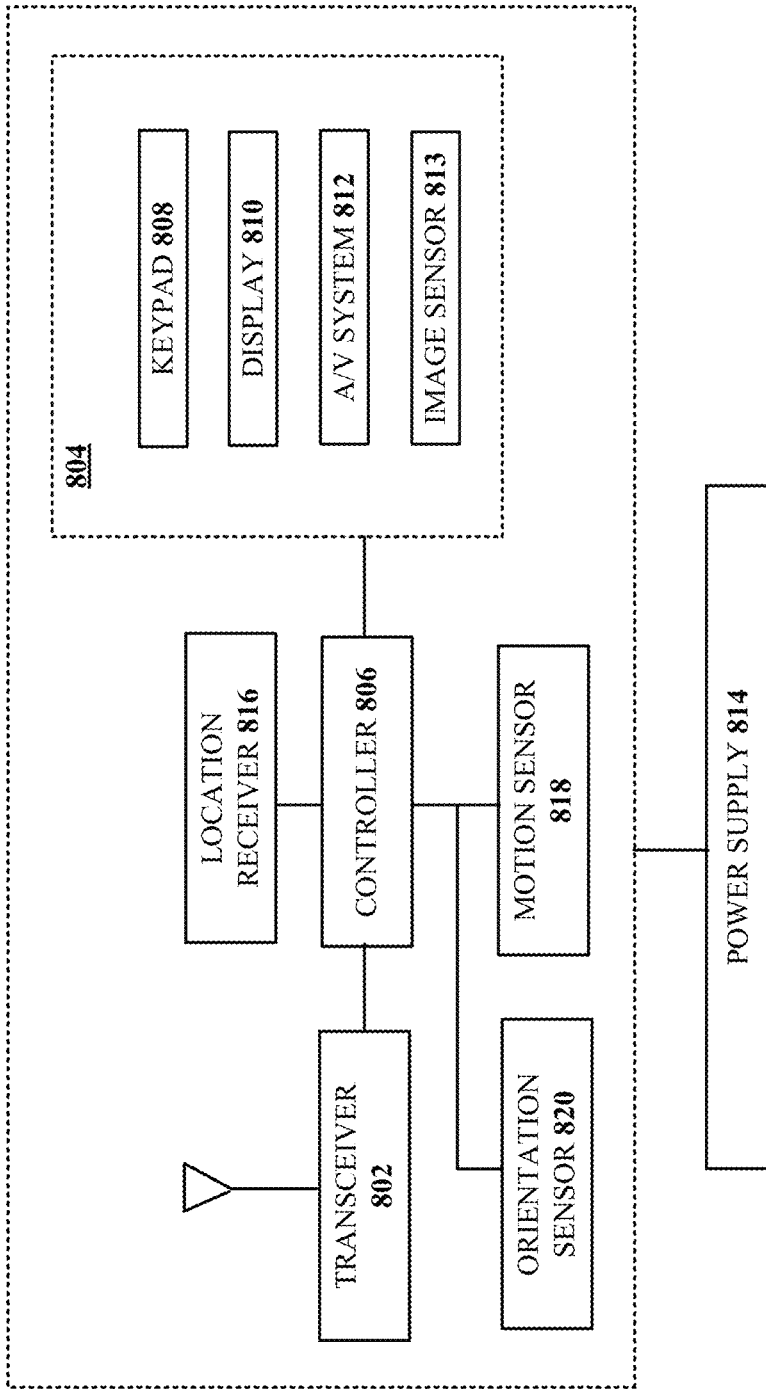 804
KEYPAD 808
DISPLAY 810
A/V SYSTEM 812
IMAGE SENSOR 813
LOCATION
RECEIVER 816
CONTROLLER 806
TRANSCEIVER
802
MOTION SENSOR
818
ORIENTATION
SENSOR 820
POWER SUPPLY 814